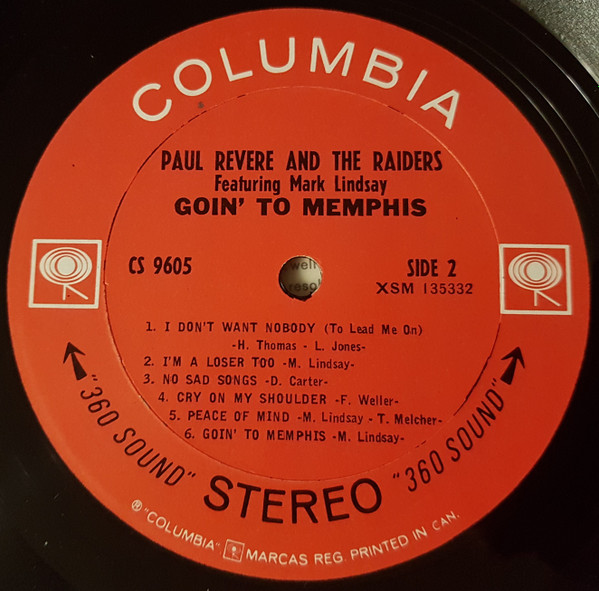 COLUMBIA
PAUL REVERE AND THE RAIDERS
Featuring Mark Lindsay
GOIN' TO MEMPHIS
CS 9605
SIDE 2
XSM 135332
well
reso
1. I DON'T WANT NOBODY (To Lead Me On)
-H. Thomas - L. Jones-
2. I'M A LOSER TOO -M. Lindsay-
3. NO SAD SONGS -D. Carter-
4. CRY ON MY SHOULDER -F. Weller-
5. PEACE OF MIND -M. Lindsay - T. Melcher-
6. GOIN' TO MEMPHIS -M. Lindsay-
"360 SOUND" STEREO "360 SOUND"
® "COLUMBIA" MARCAS REG. PRINTED IN CAN.